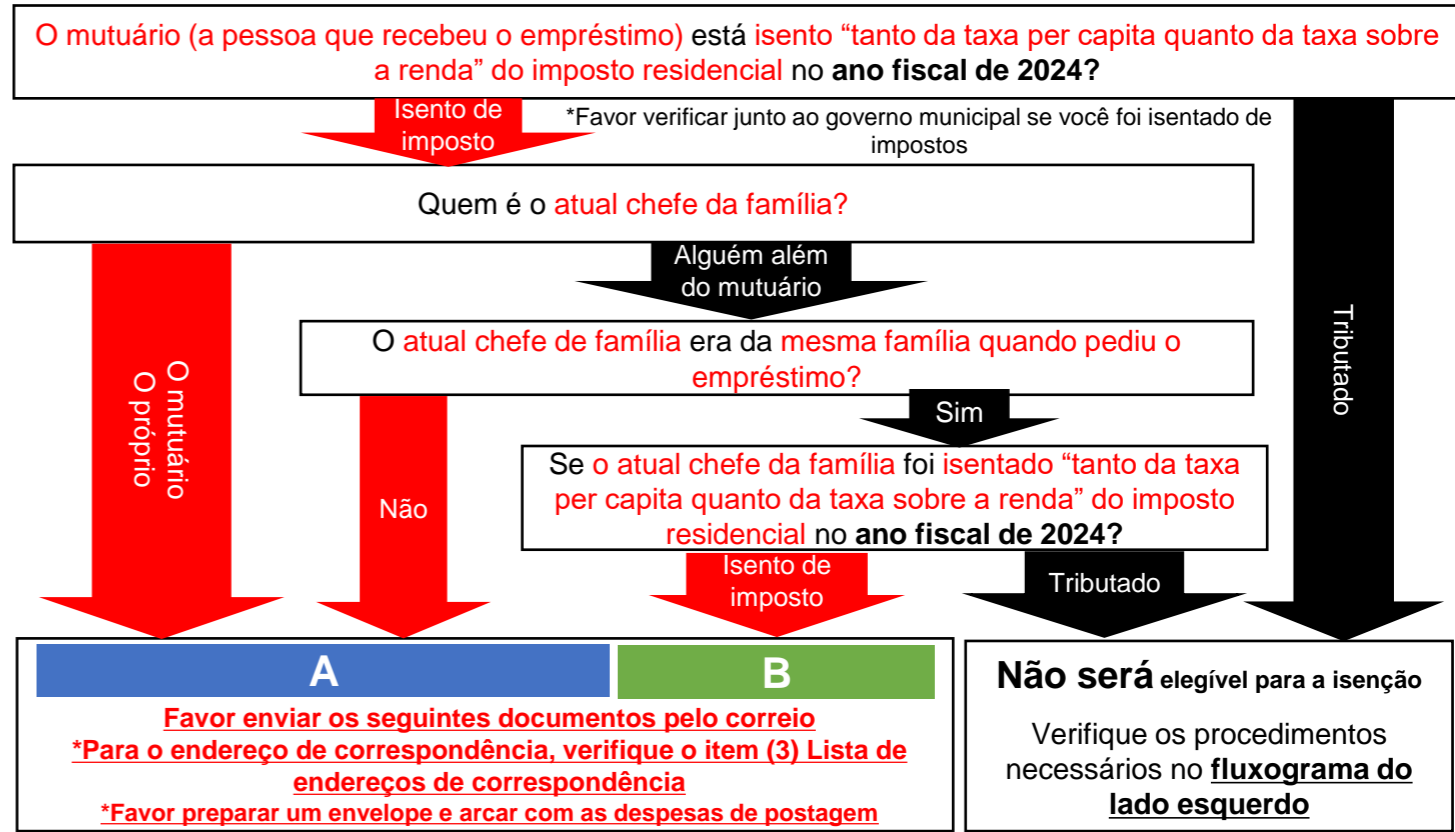 O mutuário (a pessoa que recebeu o empréstimo) está isento “tanto da taxa per capita quanto da taxa sobre
a renda” do imposto residencial no ano fiscal de 2024?
Isento de
imposto
*Favor verificar junto ao governo municipal se você foi isentado de
impostos
Quem é o atual chefe da família?
Alguém além
do mutuário
O atual chefe de família era da mesma família quando pediu o
empréstimo?
Tributado
O mutuário
O próprio
Sim
Não
Se o atual chefe da família foi isentado “tanto da taxa
per capita quanto da taxa sobre a renda” do imposto
residencial no ano fiscal de 2024?
Isento de
imposto
Tributado
A
B
Favor enviar os seguintes documentos pelo correio
*Para o endereço de correspondência, verifique o item (3) Lista de
endereços de correspondência
*Favor preparar um envelope e arcar com as despesas de postagem
Não será elegível para a isenção
Verifique os procedimentos
necessários no fluxograma do
lado esquerdo